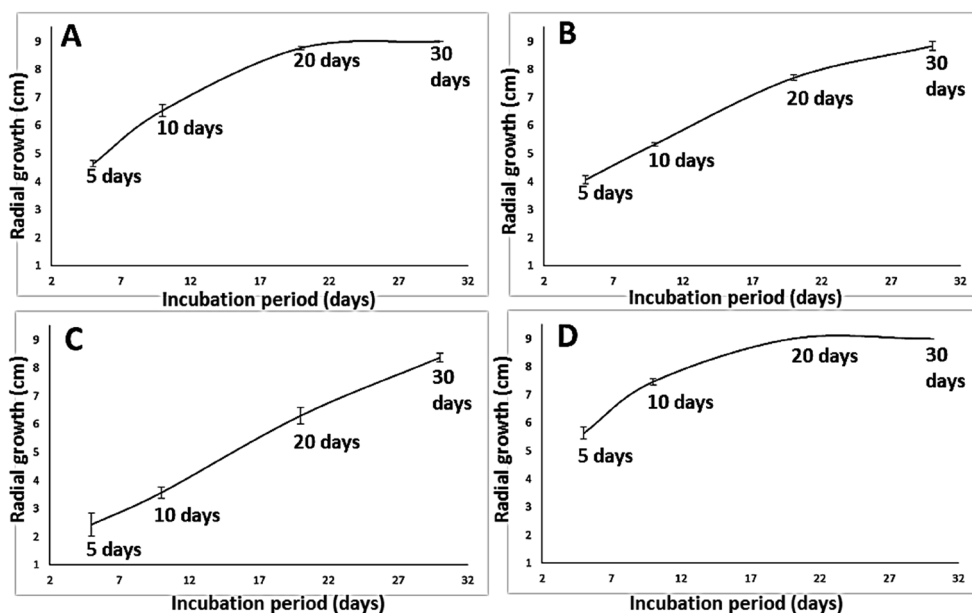 A
Radial growth (cm)
9
8
7
6
5
4
3
2
1
5 days
10 days
20 days
30
days
2 7 12 17 22 27 32
Incubation period (days)
B
Radial growth (cm)
9
8
7
6
5
4
3
2
1
5 days
10 days
20 days
30
days
2 7 12 17 22 27 32
Incubation period (days)
C
Radial growth (cm)
9
8
7
6
5
4
3
2
1
5 days
10 days
20 days
30
days
2 7 12 17 22 27 32
Incubation period (days)
D
Radial growth (cm)
9
8
7
6
5
4
3
2
1
5 days
10 days
20 days
30
days
2 7 12 17 22 27 32
Incubation period (days)